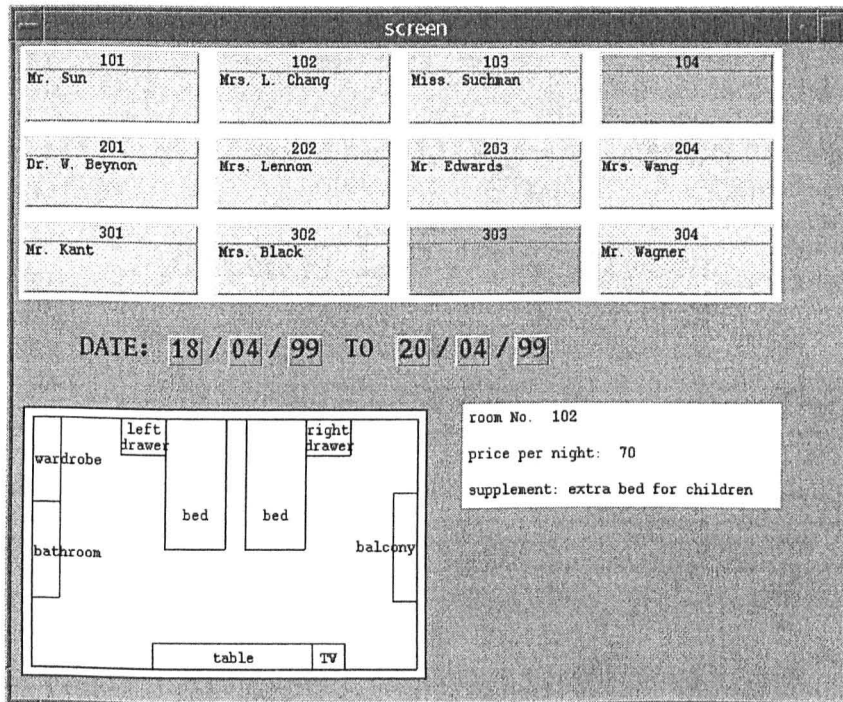 screen
101 102 103 104
Mr. Sun Mrs. L. Chang Miss. Suchman
201 202 203 204
Dr. W. Beynon Mrs. Lennon Mr. Edwards Mrs. Wang
301 302 303 304
Mr. Kant Mrs. Black Mr. Wagner
DATE: 18 / 04 / 99 TO 20 / 04 / 99
left
drawer
right
drawer
wardrobe
bed bed
bathroom
balcony
table TV
room No. 102
price per night: 70
supplement: extra bed for children